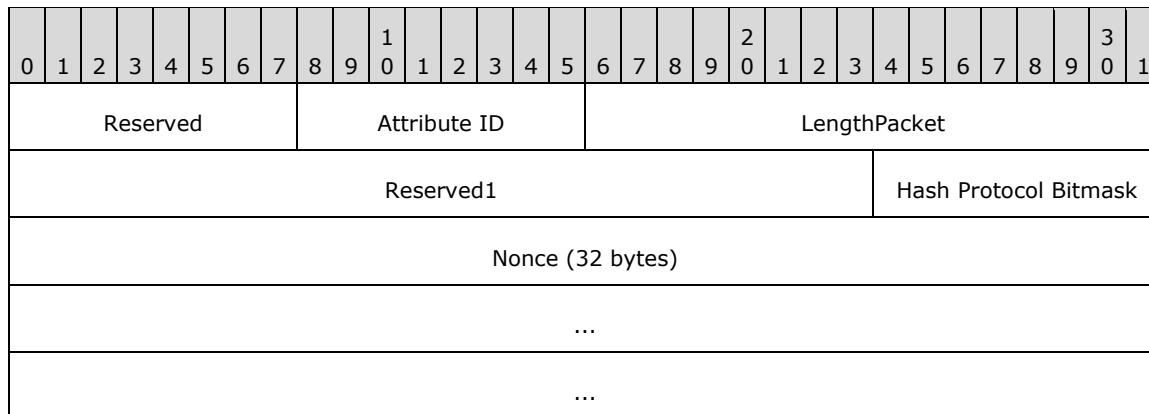 1 2 3
0 1 2 3 4 5 6 7 8 9 0 1 2 3 4 5 6 7 8 9 0 1 2 3 4 5 6 7 8 9 0 1
Reserved Attribute ID LengthPacket
Reserved1 Hash Protocol Bitmask
Nonce (32 bytes)
...
...